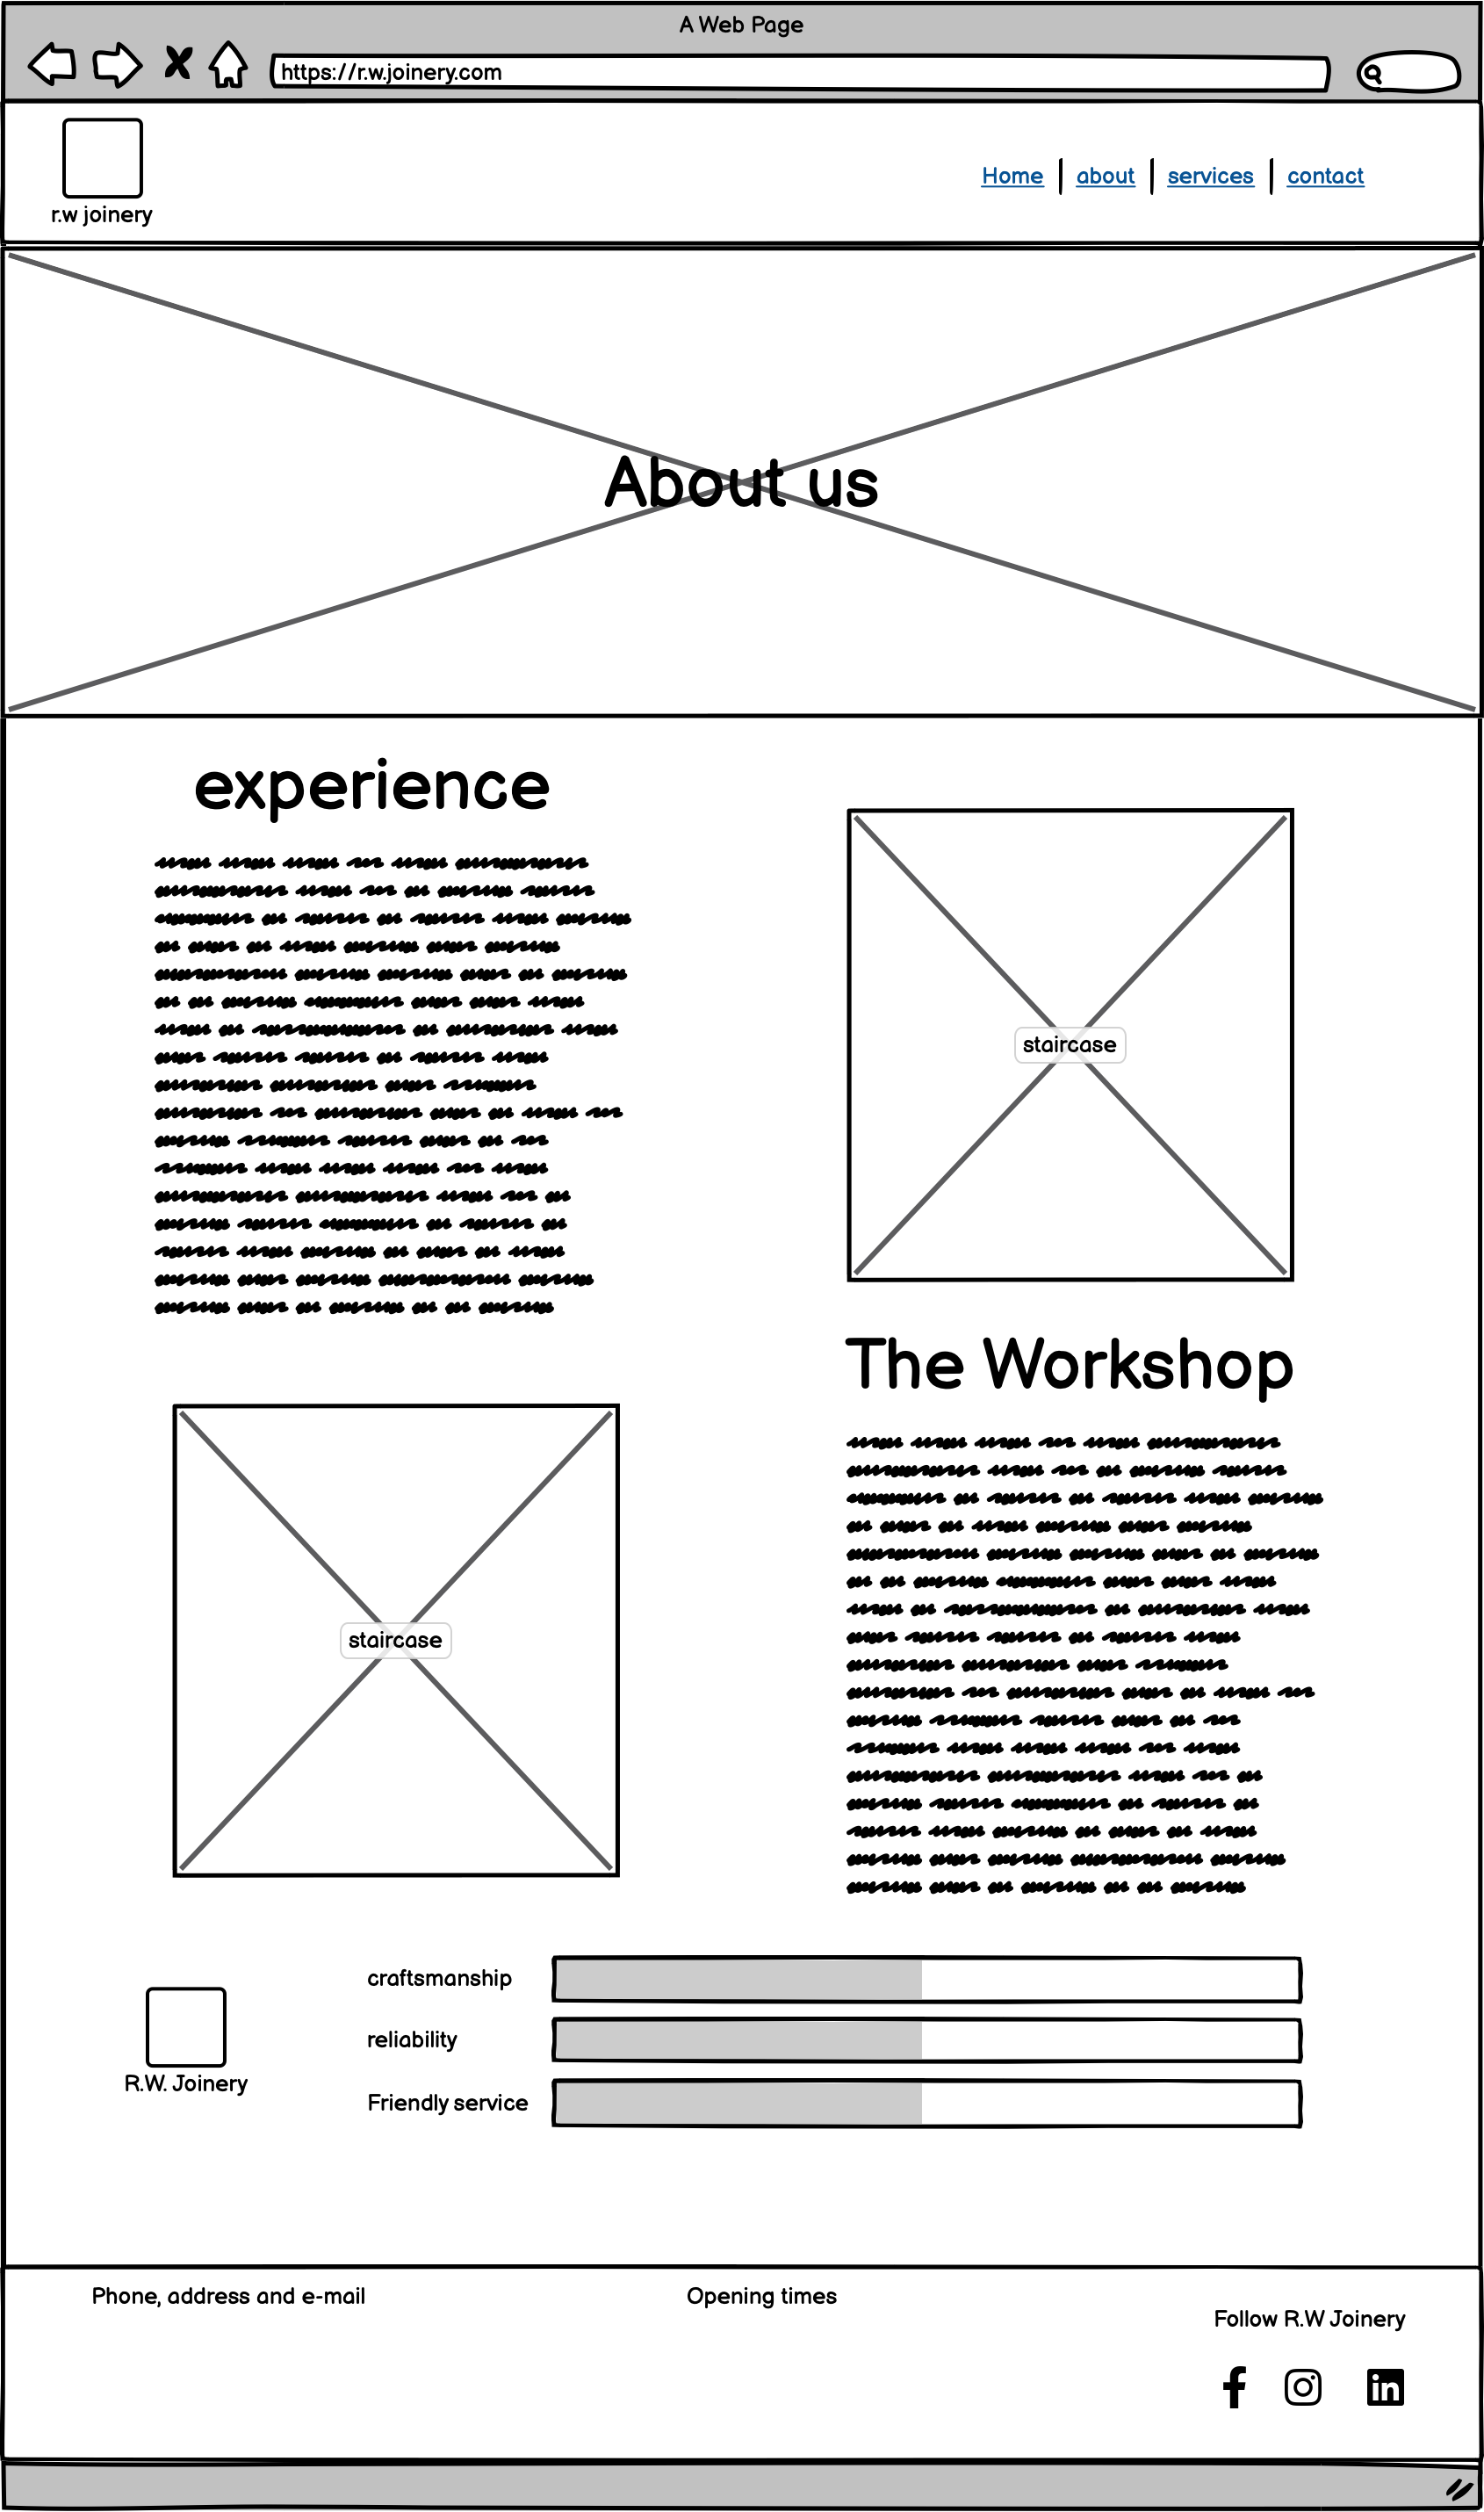 A Web Page
https://r.w.joinery.com
r.w joinery
Home about services contact
About us
experience
staircase
The Workshop
staircase
craftsmanship
reliability
R.W. Joinery
Friendly service
Phone, address and e-mail
Opening times
Follow R.W Joinery